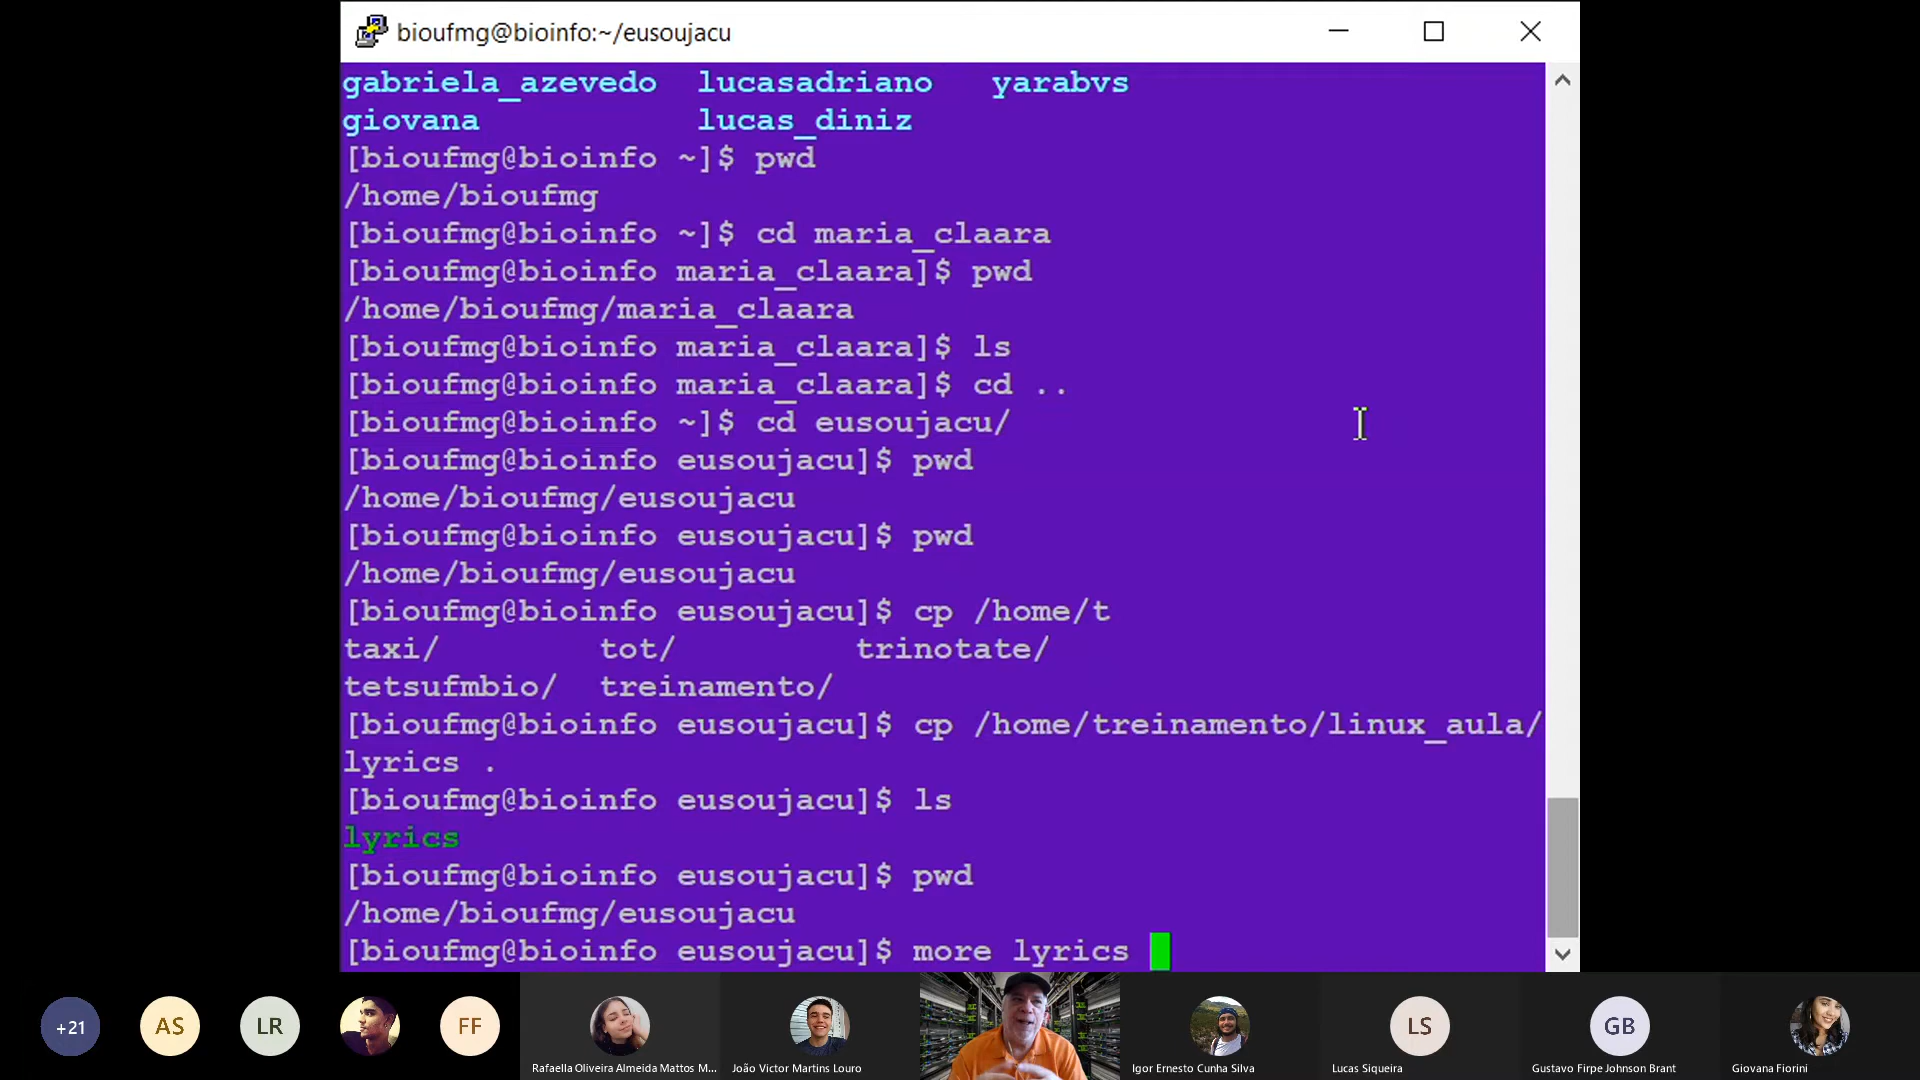 bioufmg@bioinfo:~/eusoujacu
gabriela_azevedo lucasadriano yarabvs
giovana lucas_diniz
[bioufmg@bioinfo ~]$ pwd
/home/bioufmg
[bioufmg@bioinfo ~]$ cd maria_claara
[bioufmg@bioinfo maria_claara]$ pwd
/home/bioufmg/maria_claara
[bioufmg@bioinfo maria_claara]$ ls
[bioufmg@bioinfo maria_claara]$ cd ..
[bioufmg@bioinfo ~]$ cd eusoujacu/
[bioufmg@bioinfo eusoujacu]$ pwd
/home/bioufmg/eusoujacu
[bioufmg@bioinfo eusoujacu]$ pwd
/home/bioufmg/eusoujacu
[bioufmg@bioinfo eusoujacu]$ cp /home/t
taxi/ tot/ trinotate/
tetsufmbio/ treinamento/
[bioufmg@bioinfo eusoujacu]$ cp /home/treinamento/linux_aula/
lyrics .
[bioufmg@bioinfo eusoujacu]$ ls
lyrics
[bioufmg@bioinfo eusoujacu]$ pwd
/home/bioufmg/eusoujacu
[bioufmg@bioinfo eusoujacu]$ more lyrics
+21 AS LR FF LS GB
Rafaella Oliveira Almeida Mattos M... João Victor Martins Louro Igor Ernesto Cunha Silva Lucas Siqueira Gustavo Firpe Johnson Brant Giovana Fiorini